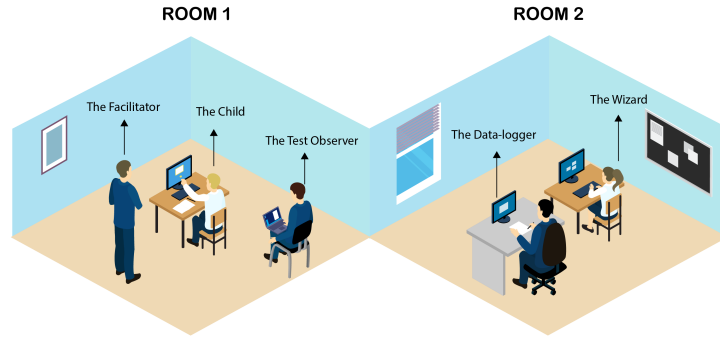 ROOM 1
ROOM 2
The Facilitator
The Child
The Test Observer
The Data-logger
The Wizard